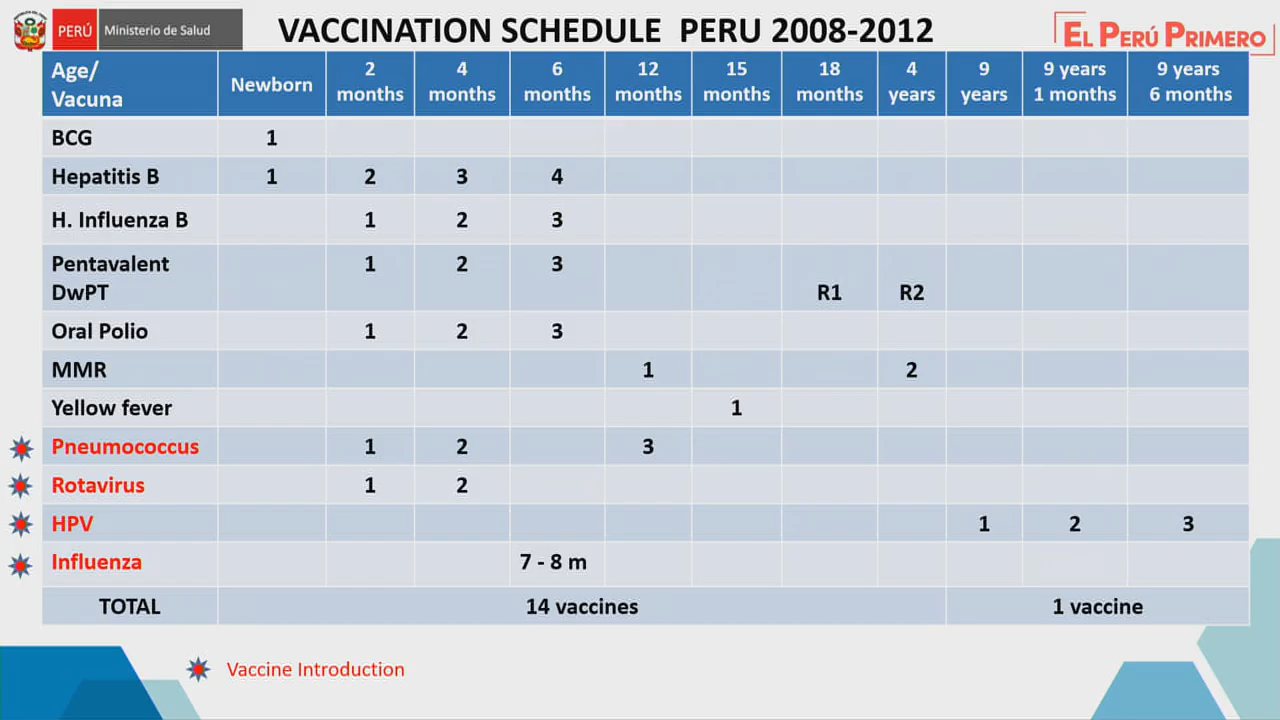 PERÚ Ministerio de Salud
VACCINATION SCHEDULE PERU 2008-2012
EL PERÚ PRIMERO
Age/
Vacuna
Newborn
2
months
4
months
6
months
12
months
15
months
18
months
4
years
9
years
9 years
1 months
9 years
6 months
BCG 1
Hepatitis B 1 2 3 4
H. Influenza B 1 2 3
Pentavalent 1 2 3
DwPT R1 R2
Oral Polio 1 2 3
MMR 1 2
Yellow fever 1
Pneumococcus 1 2 3
Rotavirus 1 2
HPV 1 2 3
Influenza 7 - 8 m
TOTAL 14 vaccines 1 vaccine
Vaccine Introduction